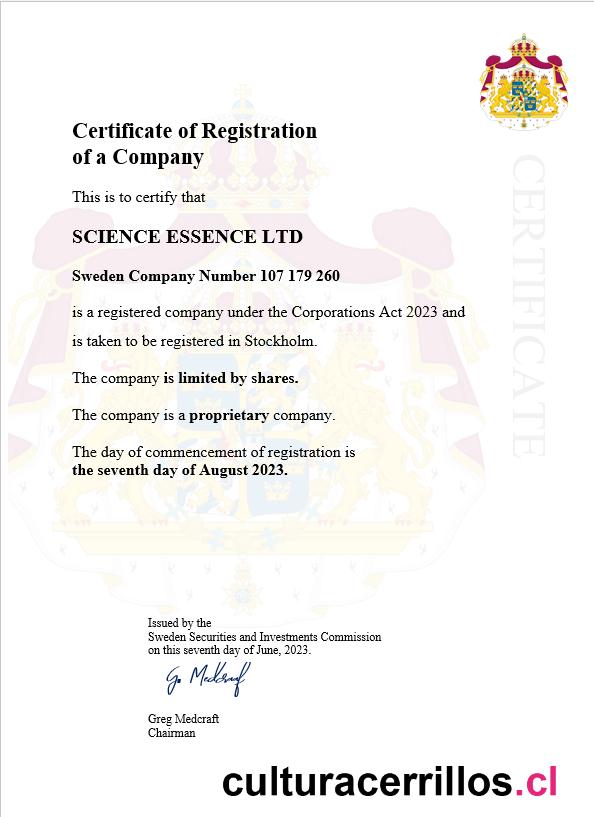 Certificate of Registration
of a Company
This is to certify that
SCIENCE ESSENCE LTD
Sweden Company Number 107 179 260
is a registered company under the Corporations Act 2023 and
is taken to be registered in Stockholm.
The company is limited by shares.
The company is a proprietary company.
The day of commencement of registration is
the seventh day of August 2023.
CERTIFICATE
Issued by the
Sweden Securities and Investments Commission
on this seventh day of June, 2023.
G. Medcraft
Greg Medcraft
Chairman
culturacerrillos.cl